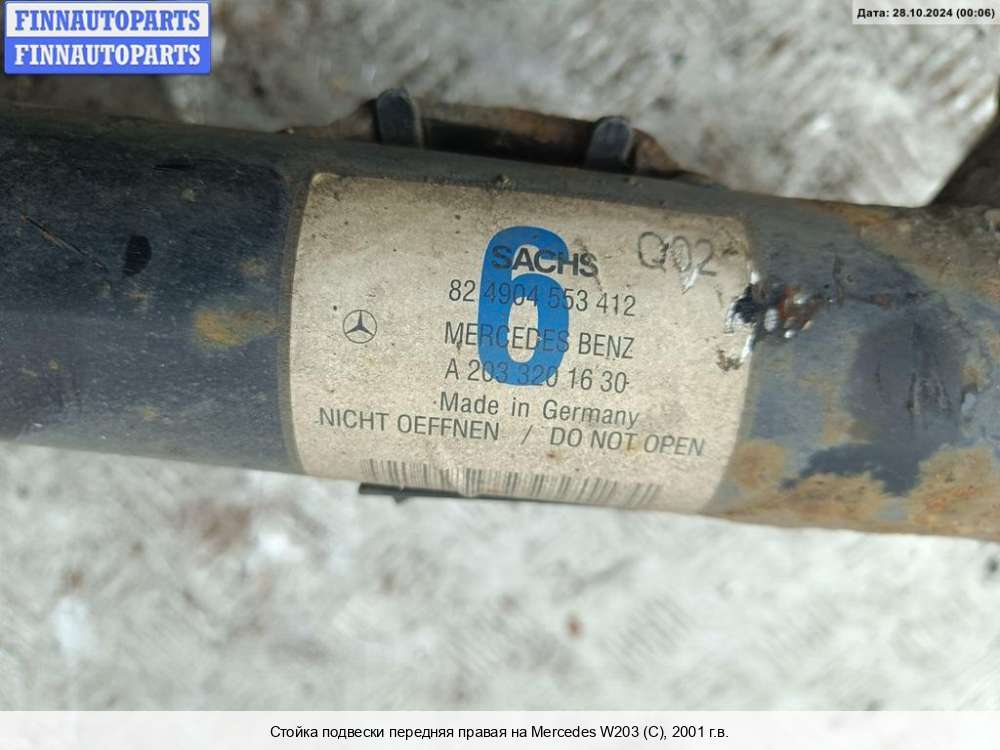 FINNAUTOPARTS
FINNAUTOPARTS
Дата: 28.10.2024 (00:06)
6
SACHS
Q02
82 4904 553 412
MERCEDES BENZ
A 203 320 16 30
Made in Germany
NICHT OEFFNEN / DO NOT OPEN
Стойка подвески передняя правая на Mercedes W203 (C), 2001 г.в.